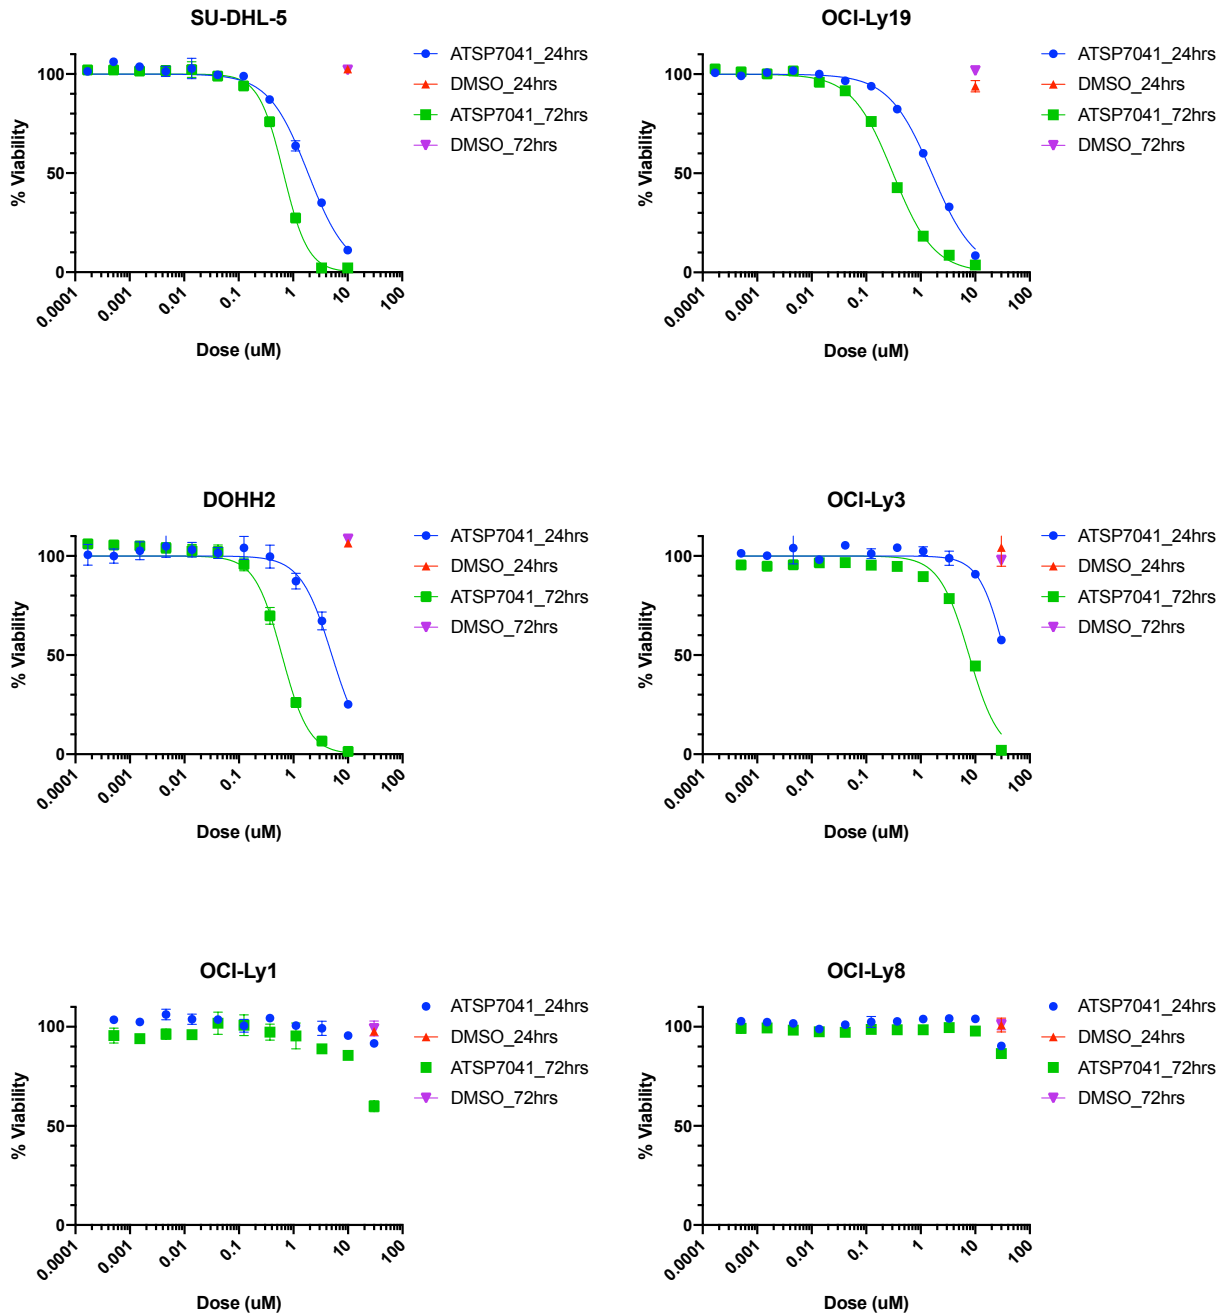 SU-DHL-5
% Viability
100
50
0
0.0001
0.001
0.01
0.1
1
10
100
Dose (uM)
ATSP7041_24hrs
DMSO_24hrs
ATSP7041_72hrs
DMSO_72hrs
OCI-Ly19
% Viability
100
50
0
0.0001
0.001
0.01
0.1
1
10
100
Dose (uM)
ATSP7041_24hrs
DMSO_24hrs
ATSP7041_72hrs
DMSO_72hrs
DOHH2
% Viability
100
50
0
0.0001
0.001
0.01
0.1
1
10
100
Dose (uM)
ATSP7041_24hrs
DMSO_24hrs
ATSP7041_72hrs
DMSO_72hrs
OCI-Ly3
% Viability
100
50
0
0.0001
0.001
0.01
0.1
1
10
100
Dose (uM)
ATSP7041_24hrs
DMSO_24hrs
ATSP7041_72hrs
DMSO_72hrs
OCI-Ly1
% Viability
100
50
0
0.0001
0.001
0.01
0.1
1
10
100
Dose (uM)
ATSP7041_24hrs
DMSO_24hrs
ATSP7041_72hrs
DMSO_72hrs
OCI-Ly8
% Viability
100
50
0
0.0001
0.001
0.01
0.1
1
10
100
Dose (uM)
ATSP7041_24hrs
DMSO_24hrs
ATSP7041_72hrs
DMSO_72hrs